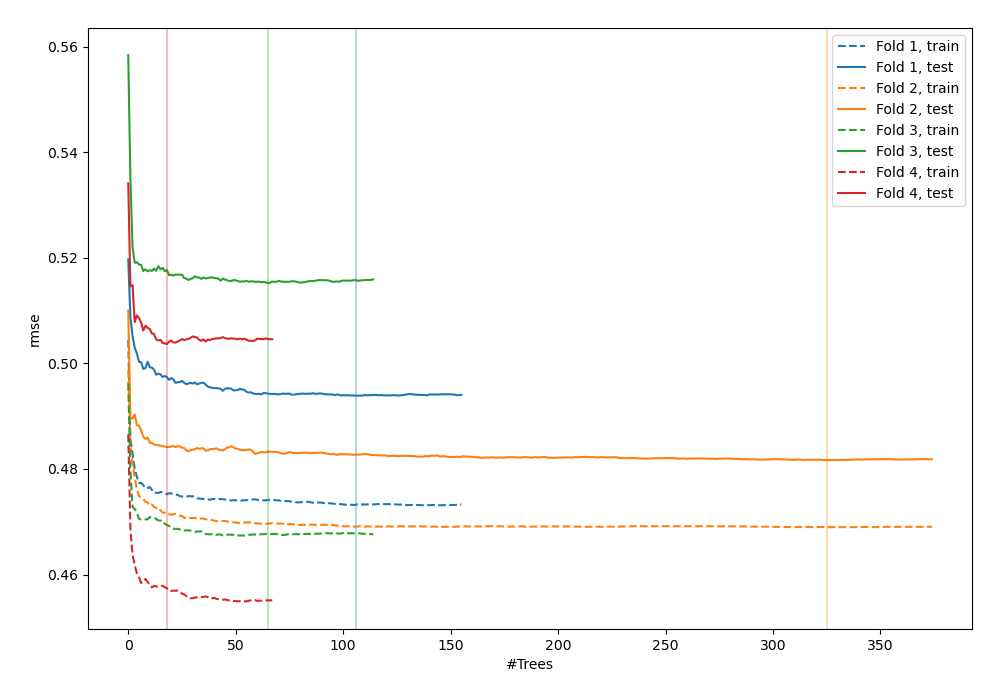 0.56
0.54
0.52
0.50
0.48
0.46
rmse
0
50
100
150
200
250
300
350
#Trees
Fold 1, train
Fold 1, test
Fold 2, train
Fold 2, test
Fold 3, train
Fold 3, test
Fold 4, train
Fold 4, test